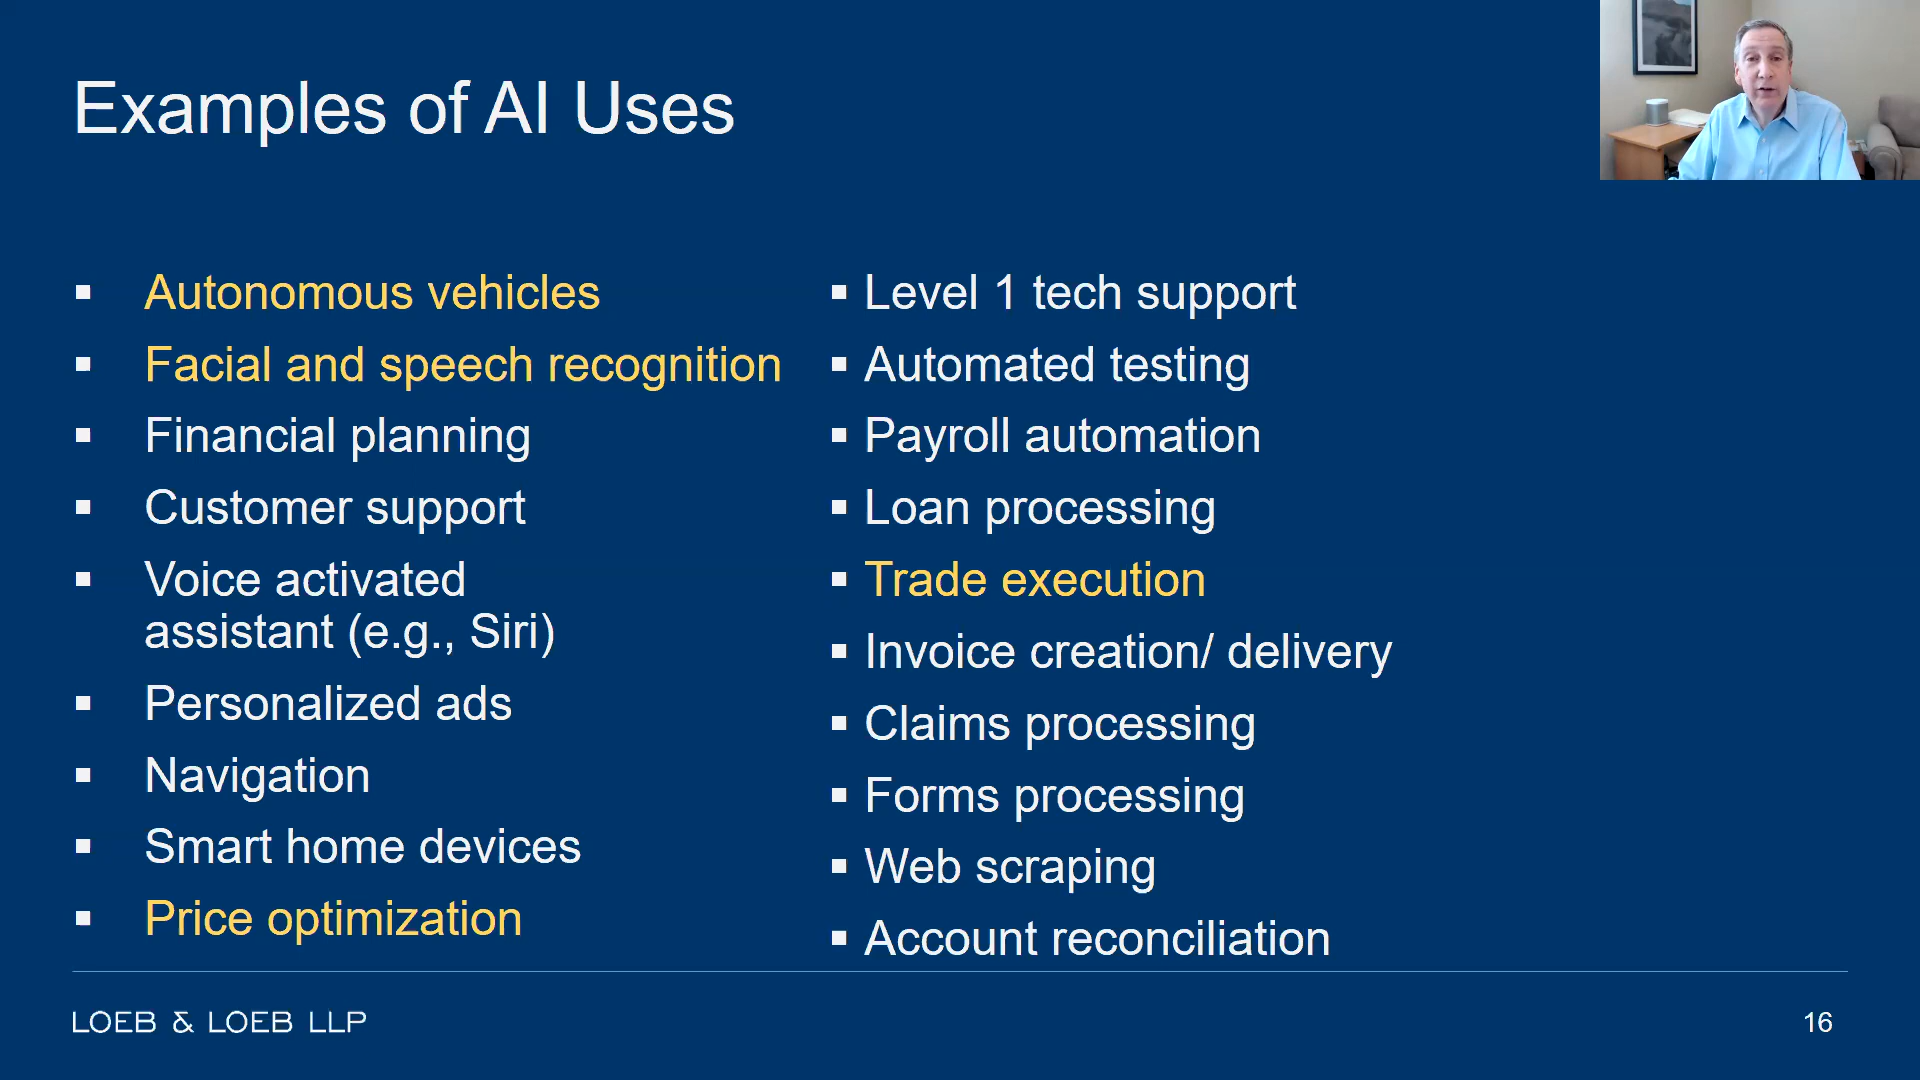 Examples of AI Uses
▪ Autonomous vehicles
▪ Facial and speech recognition
▪ Financial planning
▪ Customer support
▪ Voice activated
assistant (e.g., Siri)
▪ Personalized ads
▪ Navigation
▪ Smart home devices
▪ Price optimization
▪ Level 1 tech support
▪ Automated testing
▪ Payroll automation
▪ Loan processing
▪ Trade execution
▪ Invoice creation/ delivery
▪ Claims processing
▪ Forms processing
▪ Web scraping
▪ Account reconciliation
LOEB & LOEB LLP
16